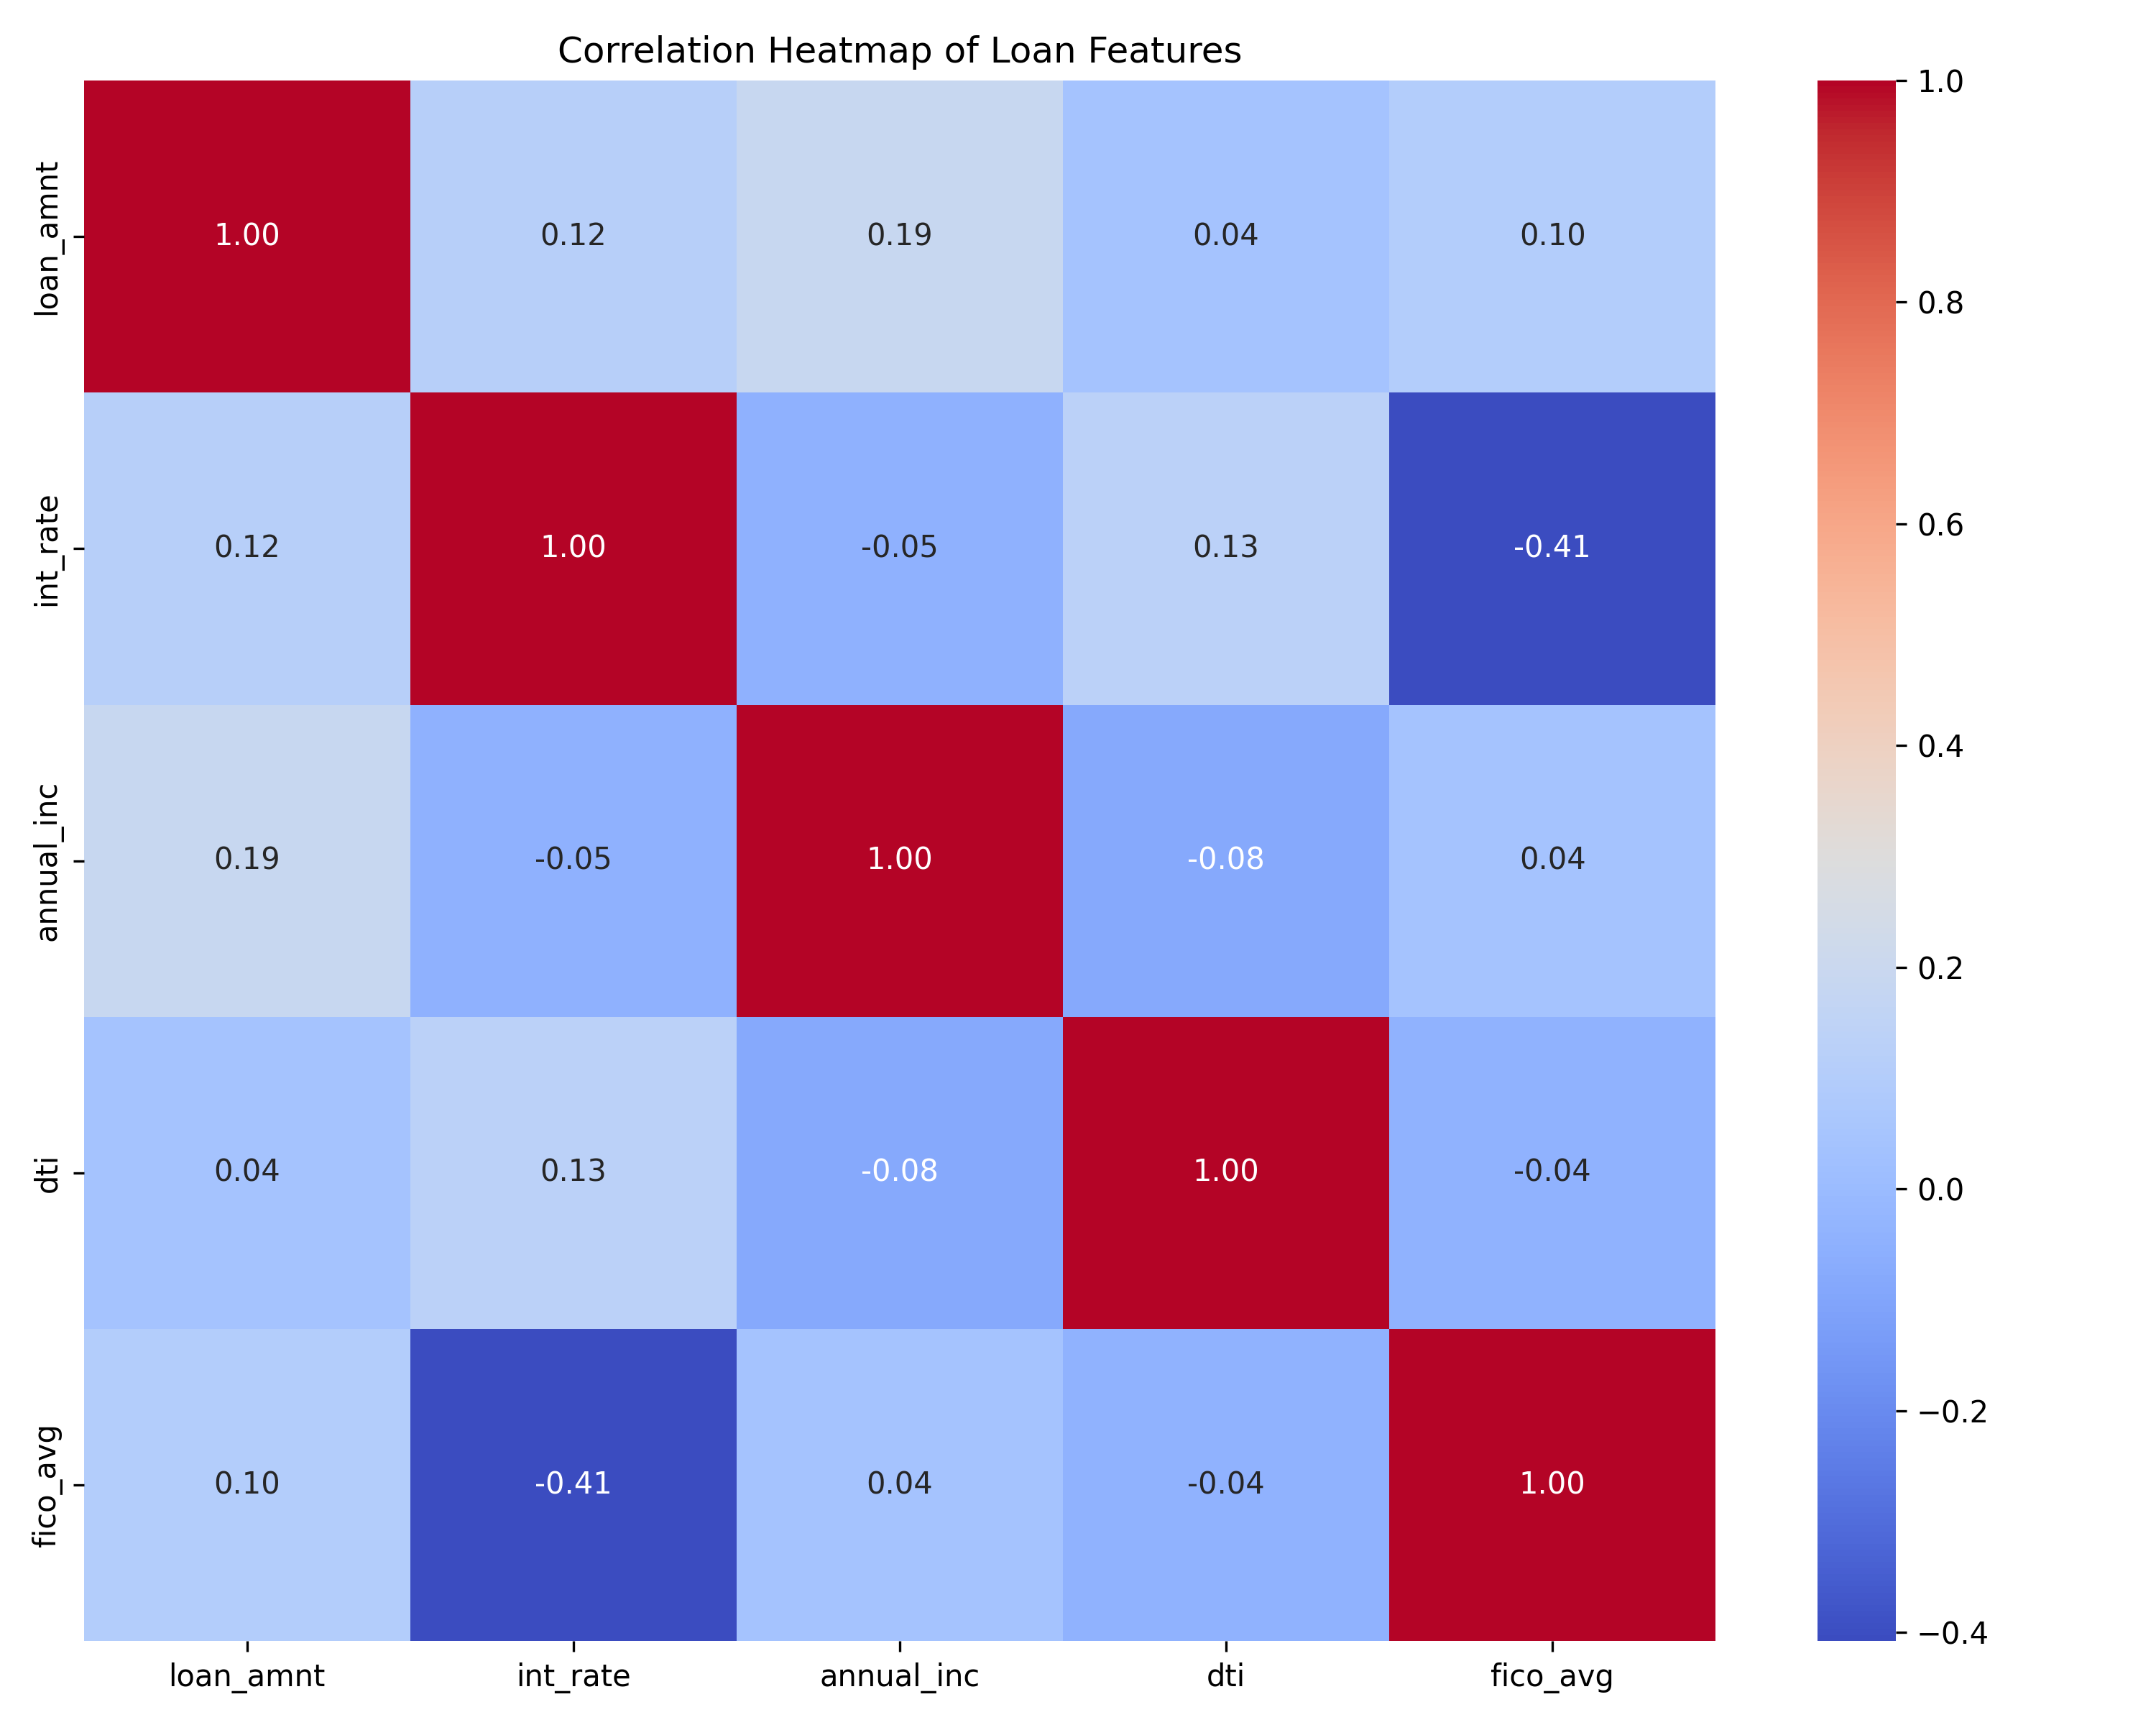 Correlation Heatmap of Loan Features
loan_amnt
1.00 0.12 0.19 0.04 0.10
int_rate
0.12 1.00 -0.05 0.13 -0.41
annual_inc
0.19 -0.05 1.00 -0.08 0.04
dti
0.04 0.13 -0.08 1.00 -0.04
fico_avg
0.10 -0.41 0.04 -0.04 1.00
loan_amnt int_rate annual_inc dti fico_avg
1.0
0.8
0.6
0.4
0.2
0.0
−0.2
−0.4